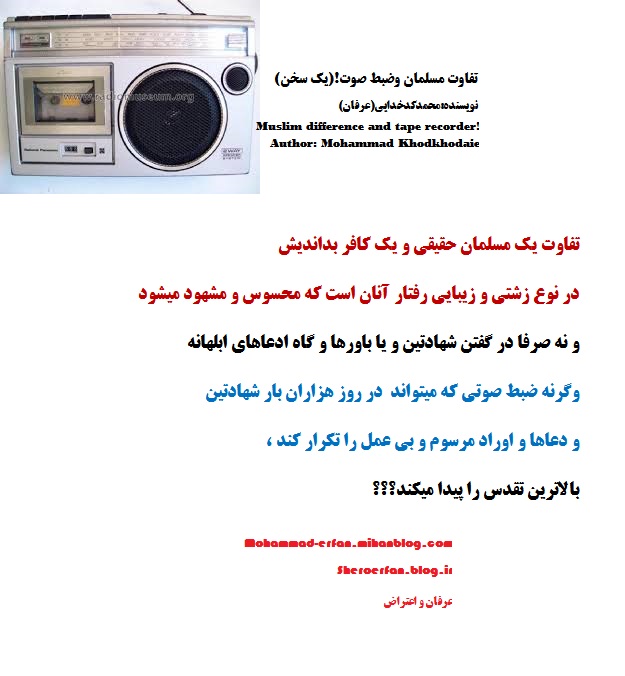 www.radiomuseum.org
تفاوت مسلمان وضبط صوت!(یک سخن)
نویسنده:محمدکدخدایی(عرفان)
Muslim difference and tape recorder!
Author: Mohammad Khodkhodaie
تفاوت یک مسلمان حقیقی و یک کافر بداندیش
در نوع زشتی و زیبایی رفتار آنان است که محسوس و مشهود میشود
و نه صرفا در گفتن شهادتین و یا باورها و گاه ادعاهای ابلهانه
وگرنه ضبط صوتی که میتواند در روز هزاران بار شهادتین
و دعاها و اوراد مرسوم و بی عمل را تکرار کند ،
بالاترین تقدس را پیدا میکند؟؟؟
Mohammad-erfan.mihanblog.com
Sheroerfan.blog.ir
عرفان و اعتراض